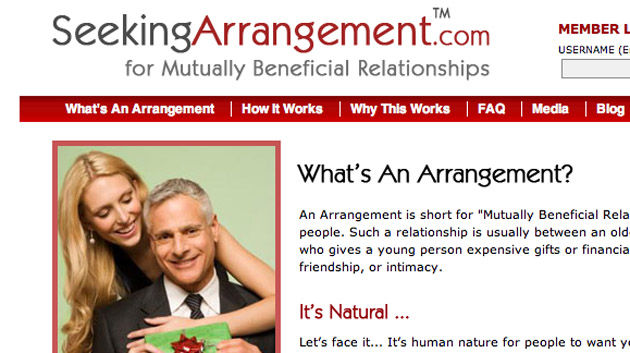 SeekingArrangement.com™
for Mutually Beneficial Relationships
MEMBER L
USERNAME (E
What's An Arrangement | How It Works | Why This Works | FAQ | Media | Blog
What's An Arrangement?
An Arrangement is short for "Mutually Beneficial Rela
people. Such a relationship is usually between an old
who gives a young person expensive gifts or financia
friendship, or intimacy.
It's Natural ...
Let's face it... It's human nature for people to want y